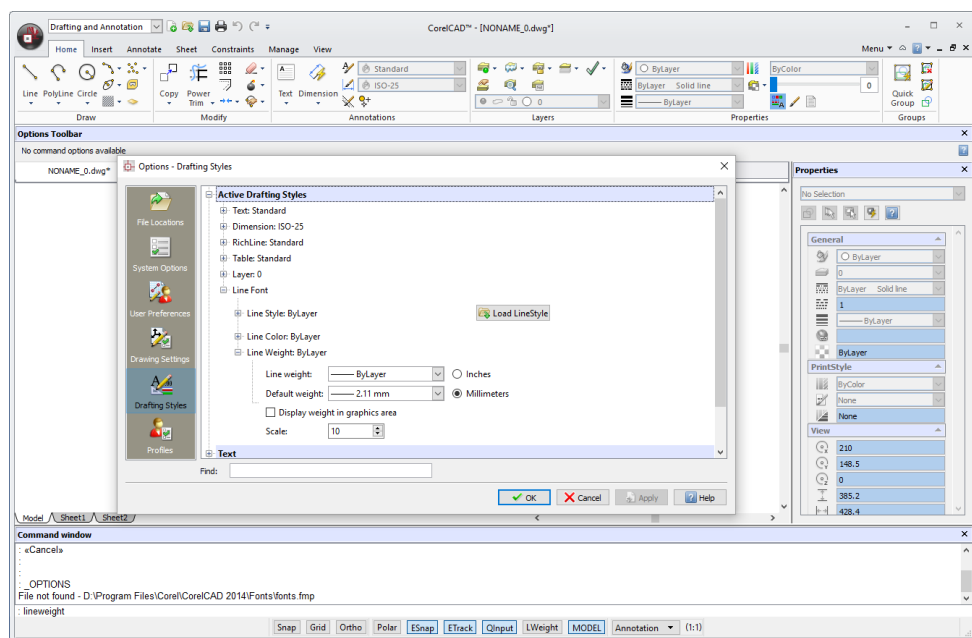 Drafting and Annotation
CorelCAD™ - [NONAME_0.dwg*]
Home Insert Annotate Sheet Constraints Manage View
Menu
Line PolyLine Circle
Copy Power Trim
Text Dimension
Standard
ISO-25
0
ByLayer
ByLayer Solid line
ByLayer
ByColor
0
Quick Group
Draw Modify Annotations Layers Properties Groups
Options Toolbar
No command options available
NONAME_0.dwg*
Options - Drafting Styles
File Locations
System Options
User Preferences
Drawing Settings
Drafting Styles
Profiles
Active Drafting Styles
Text: Standard
Dimension: ISO-25
RichLine: Standard
Table: Standard
Layer: 0
Line Font
Line Style: ByLayer
Load LineStyle
Line Color: ByLayer
Line Weight: ByLayer
Line weight: ByLayer Inches
Default weight: 2.11 mm Millimeters
Display weight in graphics area
Scale: 10
Text
Find:
OK Cancel Apply Help
Properties
No Selection
General
ByLayer
0
ByLayer Solid line
1
ByLayer
ByLayer
PrintStyle
ByColor
None
None
View
210
148.5
0
385.2
428.4
Model Sheet1 Sheet2
Command window
: «Cancel»
:
:
: _OPTIONS
File not found - D:\Program Files\Corel\CorelCAD 2014\Fonts\fonts.fmp
: lineweight
Snap Grid Ortho Polar ESnap ETrack QInput LWeight MODEL Annotation (1:1)